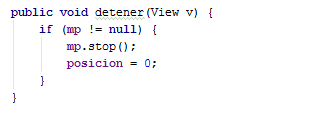 public void detener(View v) {
    if (mp != null) {
        mp.stop();
        posicion = 0;
    }
}